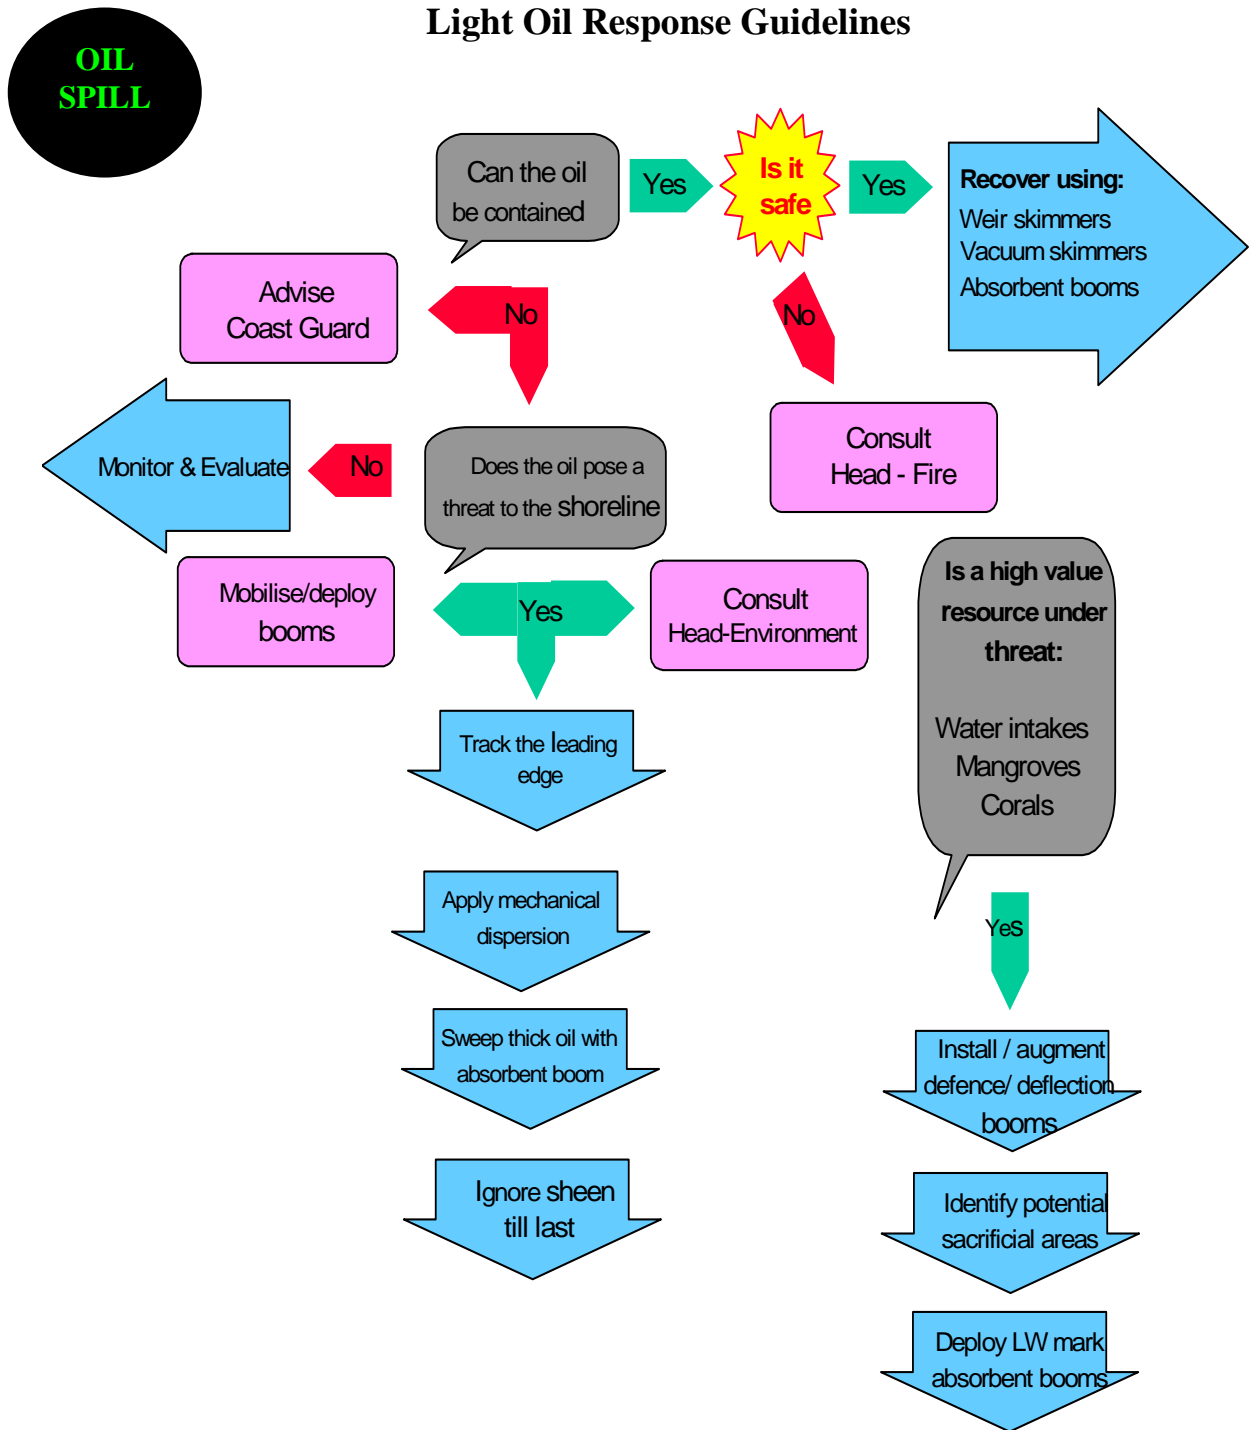 Light Oil Response Guidelines
OIL
SPILL
Can the oil
be contained
Yes
Is it
safe
Yes
Recover using:
Weir skimmers
Vacuum skimmers
Absorbent booms
Advise
Coast Guard
No
No
Consult
Head - Fire
Monitor & Evaluate
No
Does the oil pose a
threat to the shoreline
Mobilise/deploy
booms
Yes
Consult
Head-Environment
Is a high value
resource under
threat:
Water intakes
Mangroves
Corals
Track the leading
edge
Apply mechanical
dispersion
Sweep thick oil with
absorbent boom
Ignore sheen
till last
Yes
Install / augment
defence/ deflection
booms
Identify potential
sacrificial areas
Deploy LW mark
absorbent booms